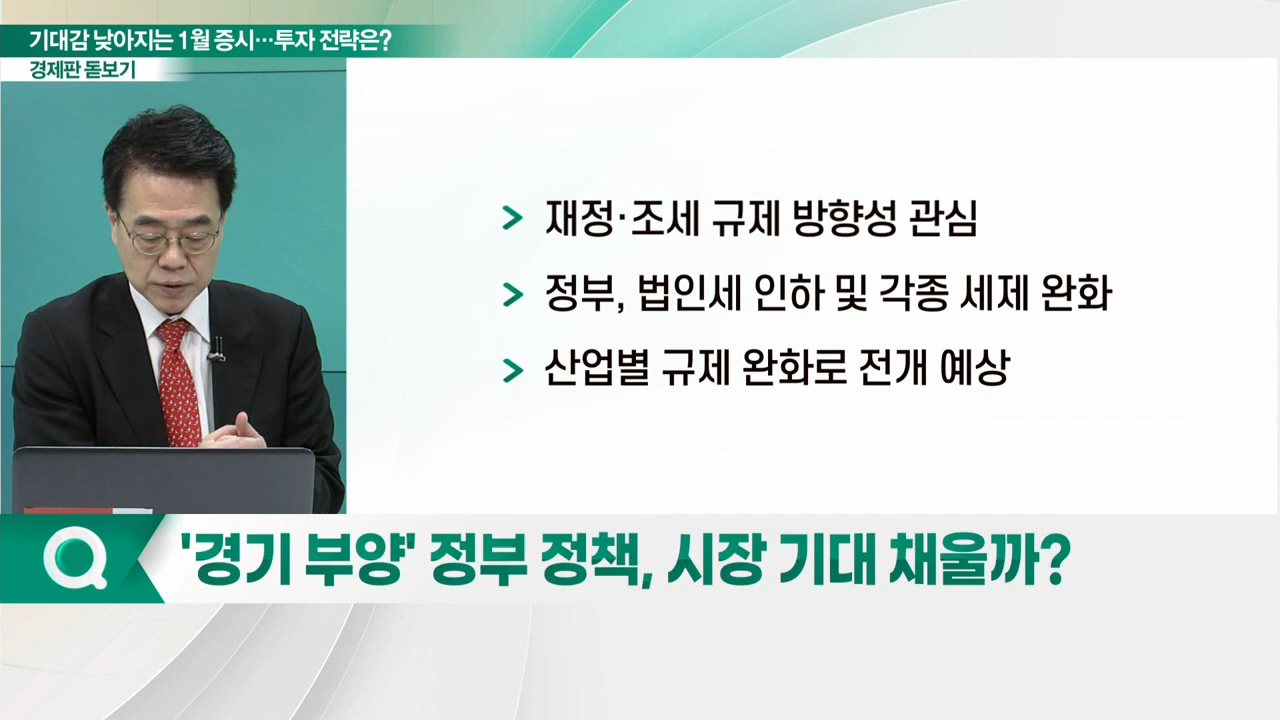 기대감 낮아지는 1월 증시…투자 전략은?
경제판 돋보기
> 재정·조세 규제 방향성 관심
> 정부, 법인세 인하 및 각종 세제 완화
> 산업별 규제 완화로 전개 예상
'경기 부양' 정부 정책, 시장 기대 채울까?